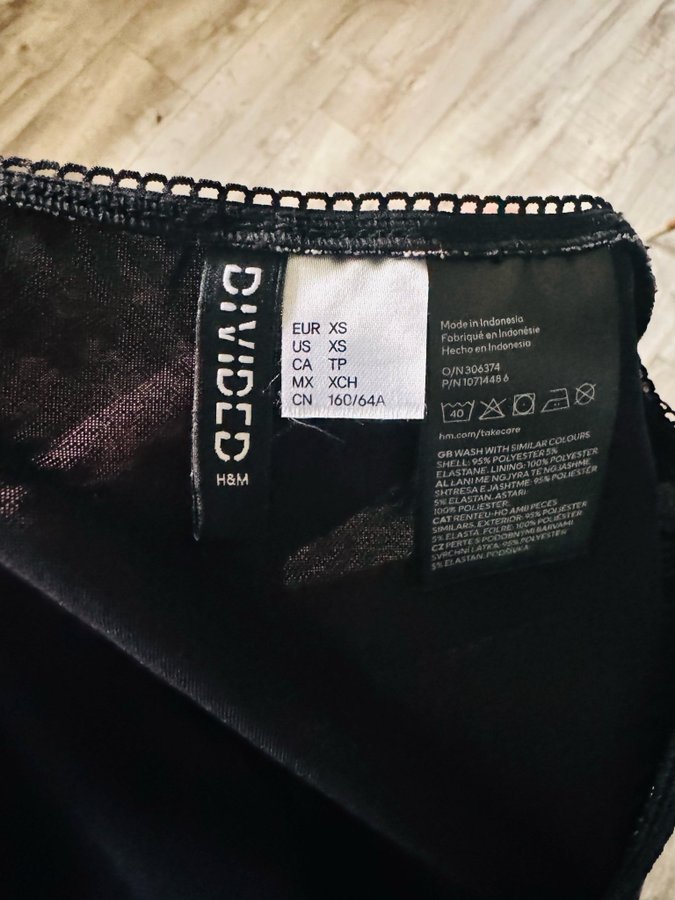 DIVIDED
H&M
EUR XS
US XS
CA TP
MX XCH
CN 160/64A
Made in Indonesia
Fabriqué en Indonésie
Hecho en Indonesia
O/N 306374
P/N 1071448 6
40
hm.com/takecare
GB WASH WITH SIMILAR COLOURS
SHELL: 95% POLYESTER 5%
ELASTANE. LINING: 100% POLYESTER
AL LANI ME NGJYRA TË NGJASHME
SHTRESA E JASHTME: 95% POLIESTER
5% ELASTAN. ASTARI:
100% POLIESTER
CAT RENTEU-HO AMB PECES
SIMILARS. EXTERIOR: 95% POLIÈSTER
5% ELASTÀ. FOLRE: 100% POLIÈSTER
CZ PERTE S PODOBNÝMI BARVAMI
SVRCHNÍ LÁTKA: 95% POLYESTER
5% ELASTAN. PODŠÍVKA